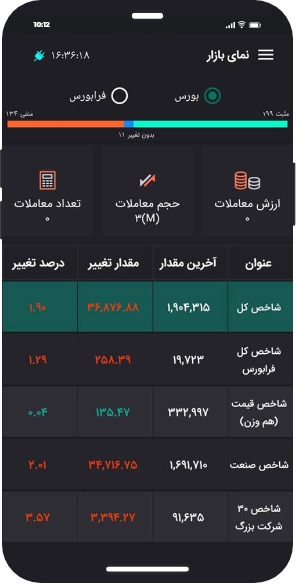 10:12
نمای بازار
۱۶:۳۶:۱۸
بورس
فرابورس
مثبت ۱۹۹
منفی ۱۳۴
بدون تغییر ۱۱
ارزش معاملات
۰
حجم معاملات
۳(M)
تعداد معاملات
۰
عنوان آخرین مقدار مقدار تغییر درصد تغییر
شاخص کل ۱,۹۰۴,۳۱۵ ۳۶,۸۷۶.۸۸ ۱.۹۰
شاخص کل
فرابورس ۱۹,۷۲۳ ۲۵۸.۳۹ ۱.۲۹
شاخص قیمت
(هم وزن) ۳۳۲,۹۹۷ ۱۳۵.۴۷ ۰.۰۴
شاخص صنعت ۱,۶۹۱,۷۱۰ ۳۴,۷۱۶.۷۵ ۲.۰۱
شاخص ۳۰
شرکت بزرگ ۹۱,۶۳۵ ۳,۳۹۴.۲۷ ۳.۵۷